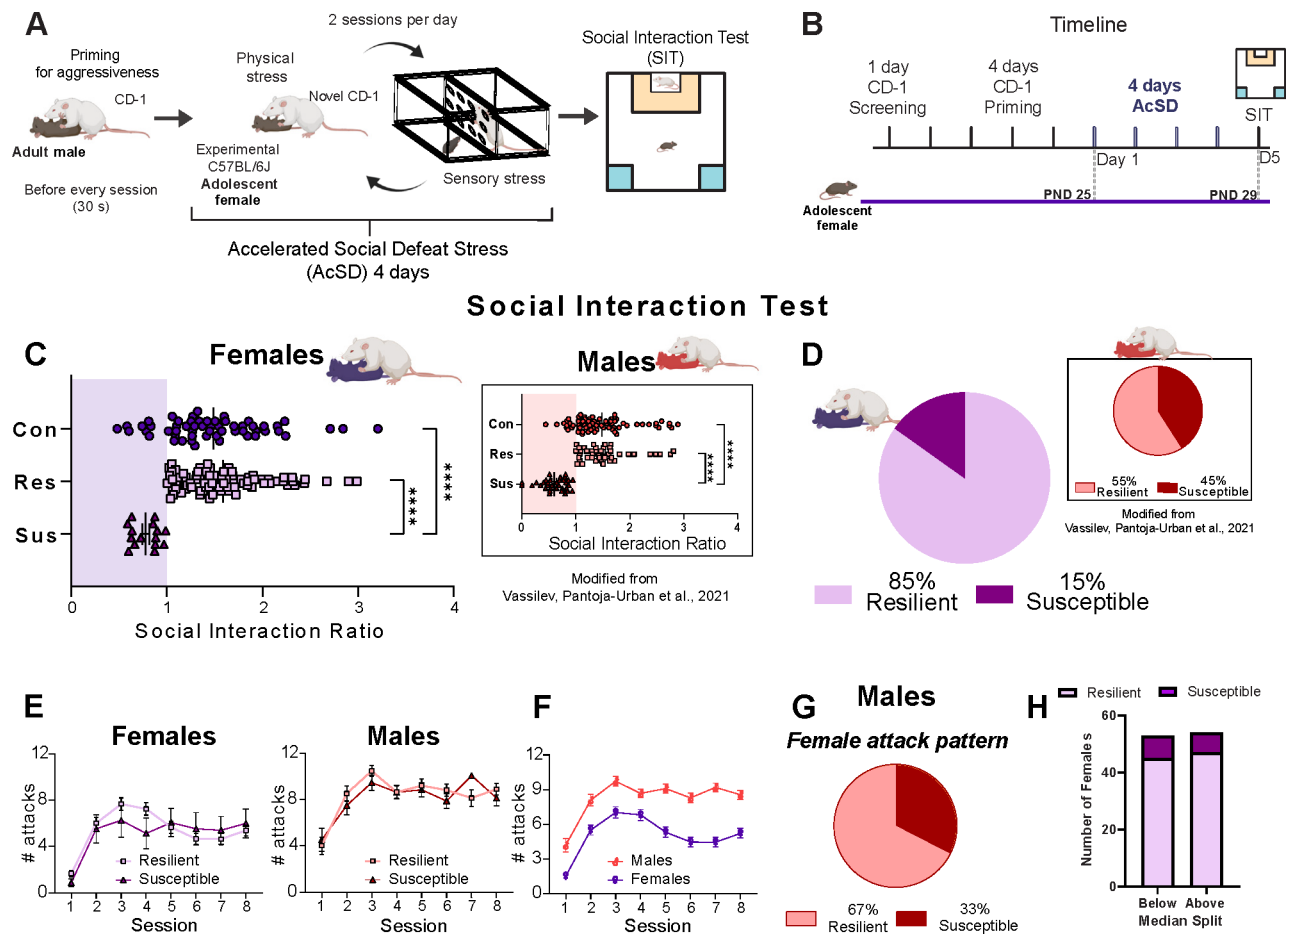 A
Priming
for aggressiveness
CD-1
Adult male
Before every session
(30 s)
2 sessions per day
Physical
stress
Novel CD-1
Experimental
C57BL/6J
Adolescent
female
Sensory stress
Accelerated Social Defeat Stress
(AcSD) 4 days
Social Interaction Test
(SIT)
B
Timeline
1 day
CD-1
Screening
4 days
CD-1
Priming
4 days
AcSD
SIT
Day 1
D5
PND 25
PND 29
Adolescent
female
Social Interaction Test
C
Females
Con
Res
Sus
****
****
0 1 2 3 4
Social Interaction Ratio
Males
Con
Res
Sus
****
****
0 1 2 3 4
Social Interaction Ratio
Modified from
Vassilev, Pantoja-Urban et al., 2021
D
85%
Resilient
15%
Susceptible
55%
Resilient
45%
Susceptible
Modified from
Vassilev, Pantoja-Urban et al., 2021
E
Females
# attacks
12
8
4
0
Resilient
Susceptible
1 2 3 4 5 6 7 8
Session
Males
# attacks
12
8
4
0
Resilient
Susceptible
1 2 3 4 5 6 7 8
Session
F
# attacks
12
9
6
3
0
Males
Females
1 2 3 4 5 6 7 8
Session
G
Males
Female attack pattern
67%
Resilient
33%
Susceptible
H
Resilient
Susceptible
Number of Females
60
40
20
0
Below Above
Median Split